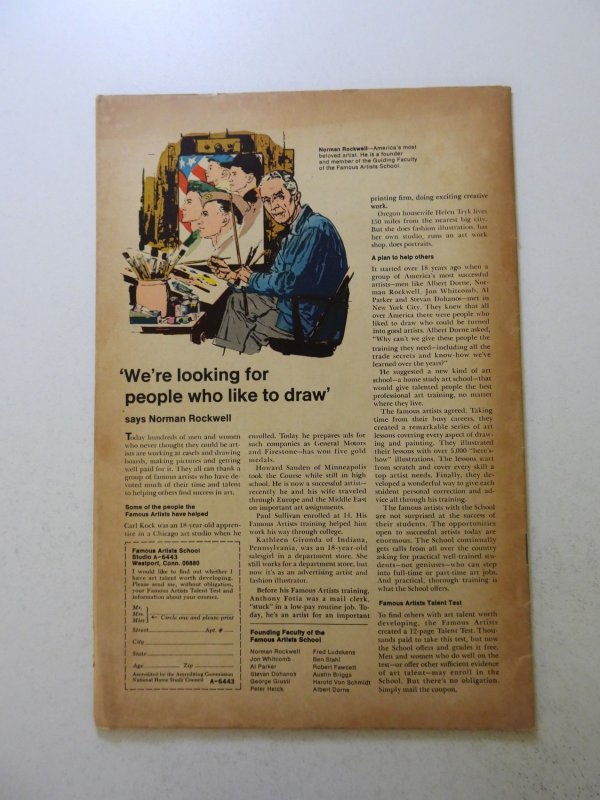 Norman Rockwell—America's most
beloved artist. He is a founder
and member of the Guiding Faculty
of the Famous Artists School.
'We're looking for
people who like to draw'
says Norman Rockwell
Today hundreds of men and women
who never thought they could be art-
ists are working at easels and drawing
boards, making pictures and getting
well paid for it. They all can thank a
group of famous artists who have de-
voted much of their time and talent
to helping others find success in art.
Some of the people the
Famous Artists have helped
Carl Kock was an 18-year-old appren-
tice in a Chicago art studio when he
enrolled. Today he prepares ads for
such companies as General Motors
and Firestone—has won five gold
medals.
Howard Sanden of Minneapolis
took the Course while still in high
school. He is now a successful artist—
recently he and his wife traveled
through Europe and the Middle East
on important art assignments.
Paul Sullivan enrolled at 14. His
Famous Artists training helped him
work his way through college.
Kathleen Gironda of Indiana,
Pennsylvania, was an 18-year-old
salesgirl in a department store. She
still works for a department store, but
now it's as an advertising artist and
fashion illustrator.
Before his Famous Artists training,
Anthony Fotia was a mail clerk,
"stuck" in a low-pay routine job. To-
day, he's an artist for an important
printing firm, doing exciting creative
work.
Oregon housewife Helen Tryk lives
150 miles from the nearest big city.
But she does fashion illustration, has
her own studio, runs an art work
shop, does portraits.
A plan to help others
It started over 18 years ago when a
group of America's most successful
artists—men like Albert Dorne, Nor-
man Rockwell, Jon Whitcomb, Al
Parker and Stevan Dohanos—met in
New York City. They knew that all
over America there were people who
liked to draw who could be turned
into good artists. Albert Dorne asked,
"Why can't we give these people the
training they need—including all the
trade secrets and know-how we've
learned over the years?"
He suggested a new kind of art
school—a home study art school—that
would give talented people the best
professional art training, no matter
where they live.
The famous artists agreed. Taking
time from their busy careers, they
created a remarkable series of art
lessons covering every aspect of draw-
ing and painting. They illustrated
their lessons with over 5,000 "here's-
how" illustrations. The lessons start
from scratch and cover every skill a
top artist needs. Finally, they de-
veloped a wonderful way to give each
student personal correction and ad-
vice all through his training.
The famous artists with the School
are not surprised at the success of
their students. The opportunities
open to successful artists today are
enormous. The School continually
gets calls from all over the country
asking for practical well-trained stu-
dents—not geniuses—who can step
into full-time or part-time art jobs.
And practical, thorough training is
what the School offers.
Famous Artists Talent Test
To find others with art talent worth
developing, the Famous Artists
created a 12-page Talent Test. Thou-
sands paid to take this test, but now
the School offers and grades it free.
Men and women who do well on the
test—or offer other sufficient evidence
of art talent—may enroll in the
School. But there's no obligation.
Simply mail the coupon.
Famous Artists School
Studio A-6443
Westport, Conn. 06880
I would like to find out whether I
have art talent worth developing.
Please send me, without obligation,
your Famous Artists Talent Test and
information about your courses.
Mr.
Mrs.
Miss
← Circle one and please print
Street Apt. #
City
State
Age Zip
Accredited by the Accrediting Commission
National Home Study Council A-6443
Founding Faculty of the
Famous Artists School
Norman Rockwell
Jon Whitcomb
Al Parker
Stevan Dohanos
George Giusti
Peter Helck
Fred Ludekens
Ben Stahl
Robert Fawcett
Austin Briggs
Harold Von Schmidt
Albert Dorne